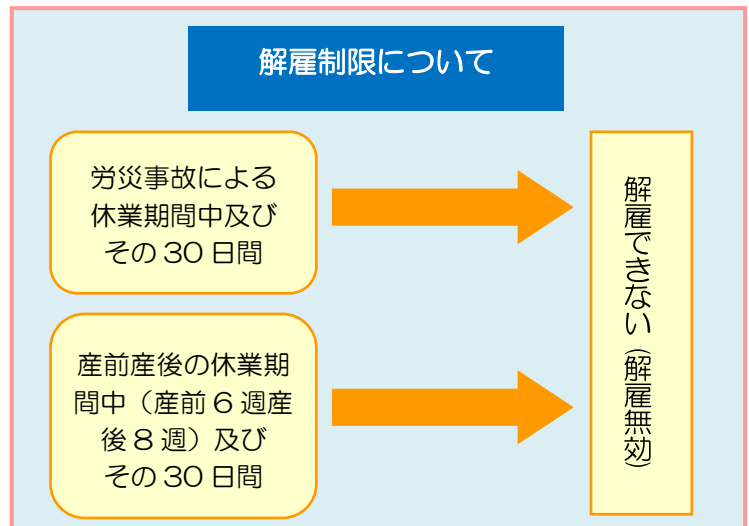 解雇制限について
労災事故による
休業期間中及び
その30日間
産前産後の休業期
間中（産前6週産
後8週）及び
その30日間
解雇できない（解雇無効）